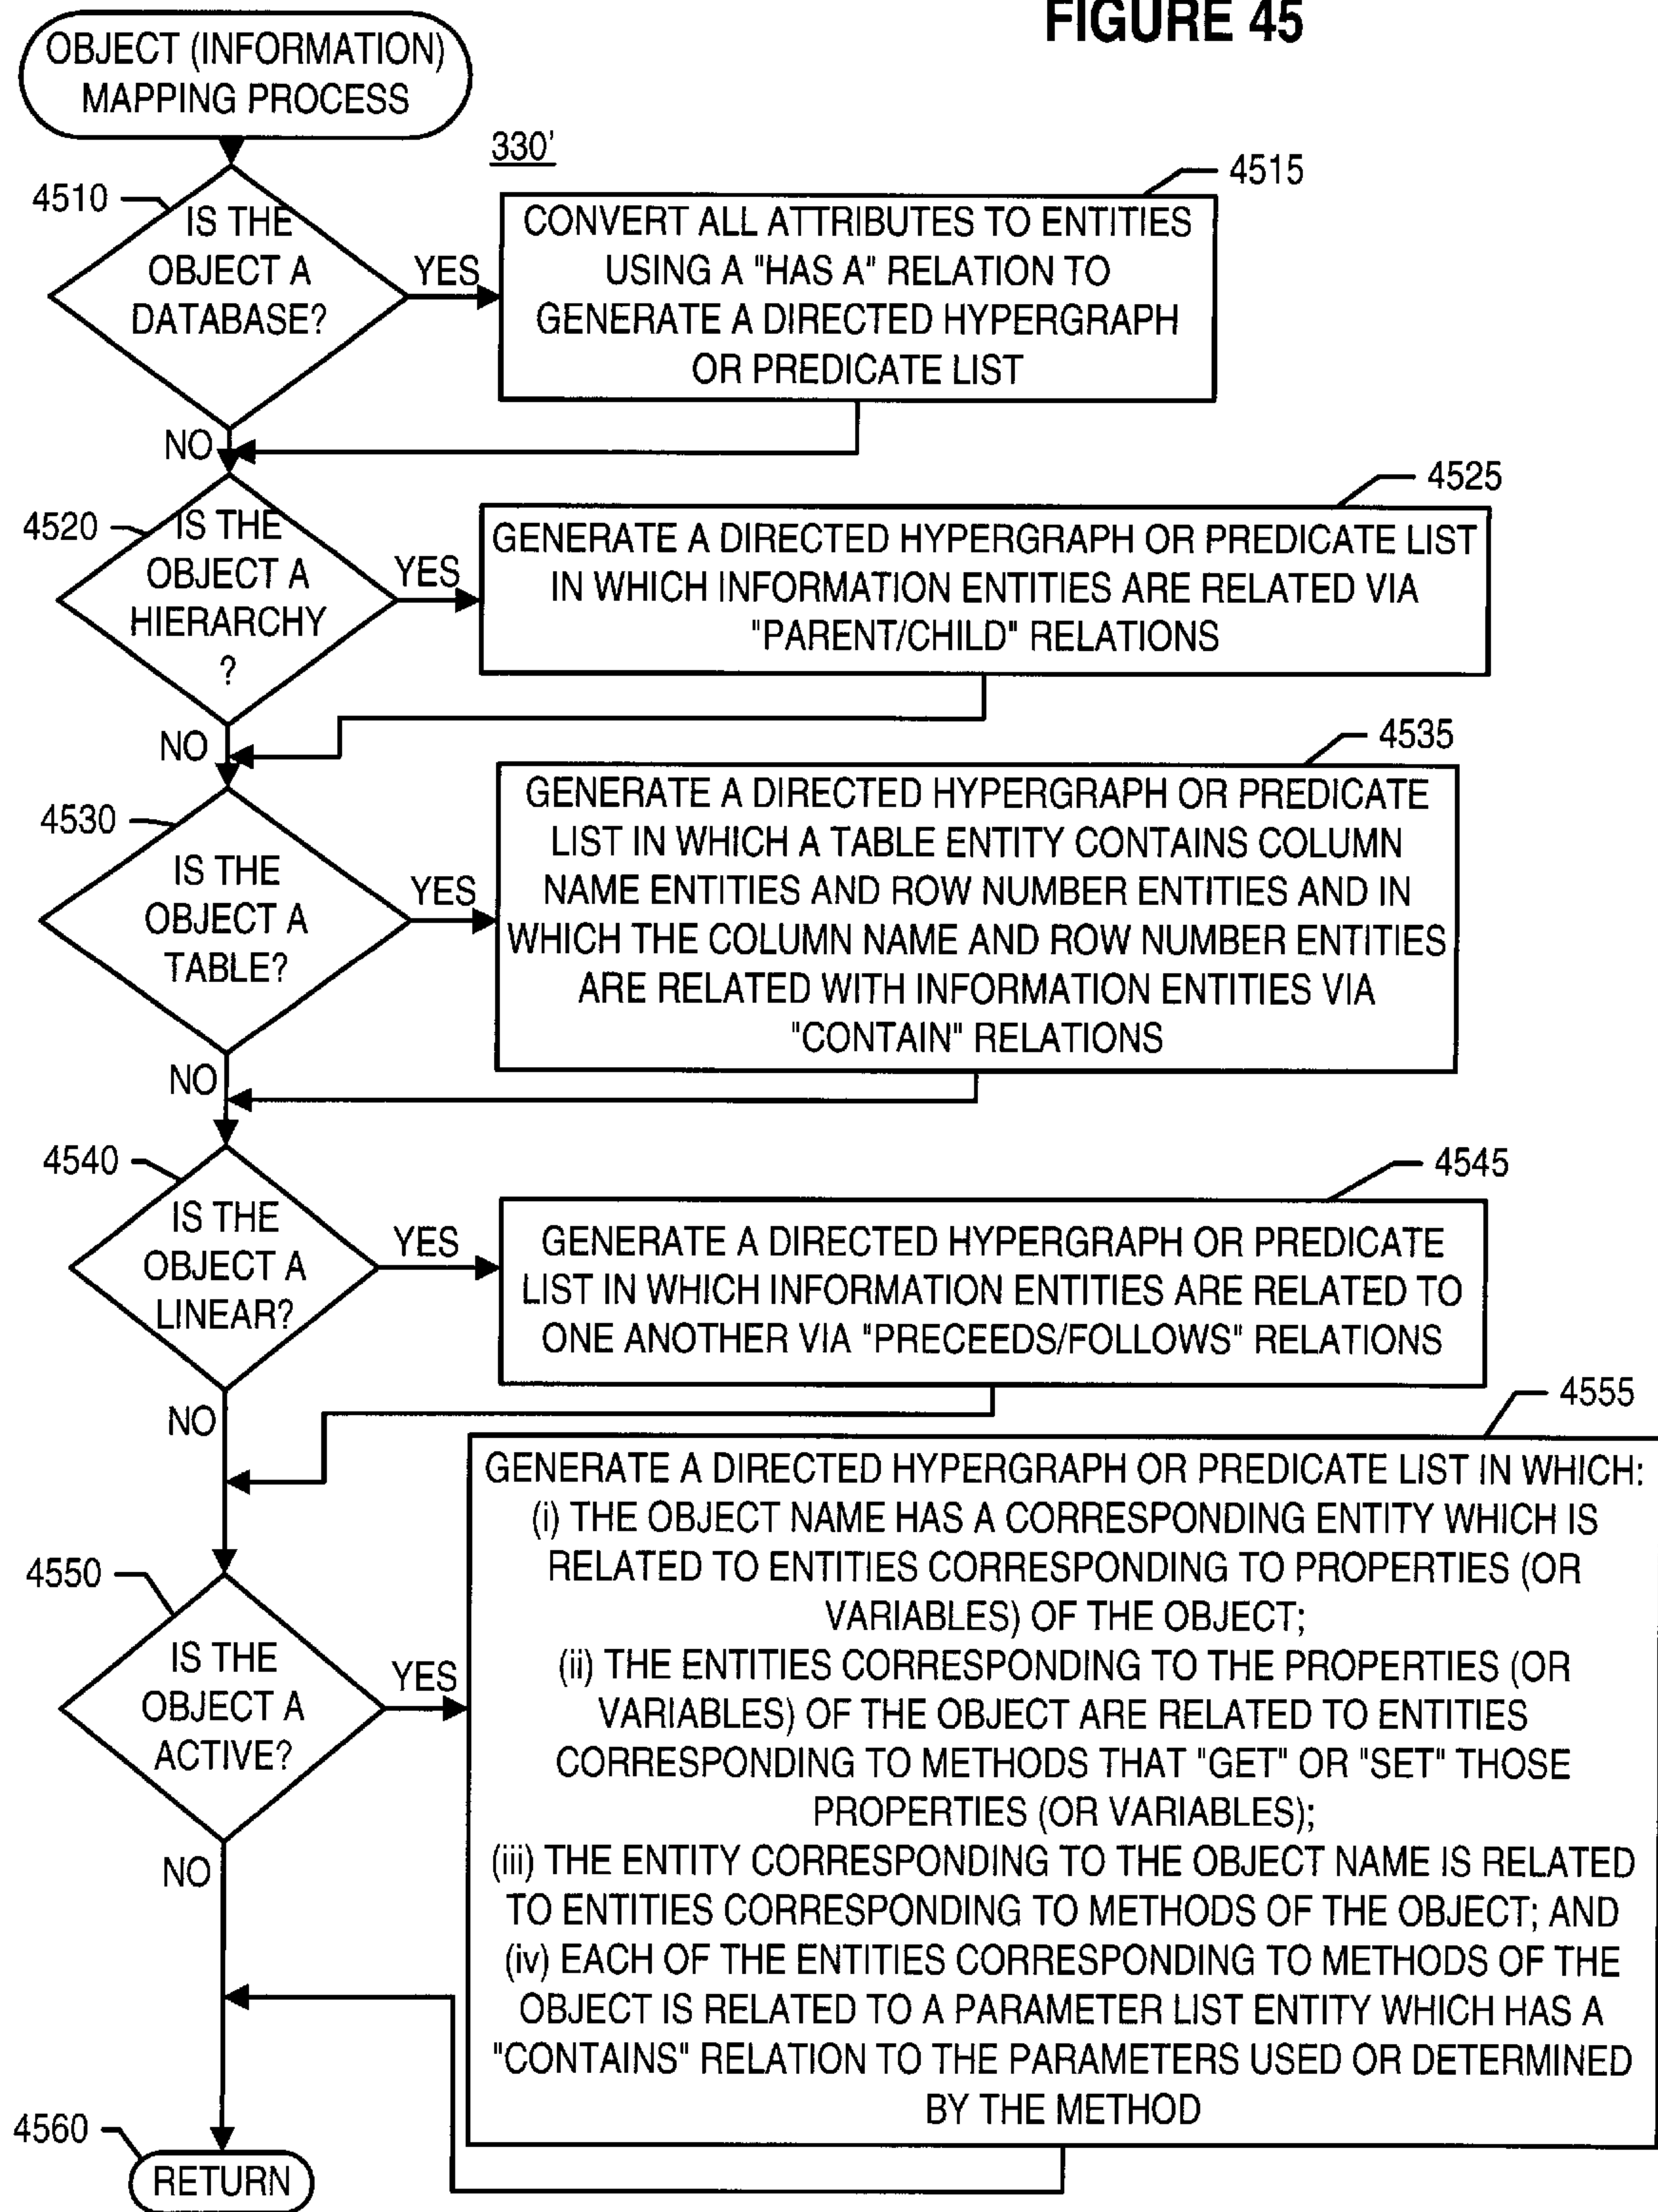 FIGURE 45
OBJECT (INFORMATION)
MAPPING PROCESS
330'
4510
IS THE
OBJECT A
DATABASE?
YES
NO
4515
CONVERT ALL ATTRIBUTES TO ENTITIES
USING A "HAS A" RELATION TO
GENERATE A DIRECTED HYPERGRAPH
OR PREDICATE LIST
4520
IS THE
OBJECT A
HIERARCHY
?
YES
NO
4525
GENERATE A DIRECTED HYPERGRAPH OR PREDICATE LIST
IN WHICH INFORMATION ENTITIES ARE RELATED VIA
"PARENT/CHILD" RELATIONS
4530
IS THE
OBJECT A
TABLE?
YES
NO
4535
GENERATE A DIRECTED HYPERGRAPH OR PREDICATE
LIST IN WHICH A TABLE ENTITY CONTAINS COLUMN
NAME ENTITIES AND ROW NUMBER ENTITIES AND IN
WHICH THE COLUMN NAME AND ROW NUMBER ENTITIES
ARE RELATED WITH INFORMATION ENTITIES VIA
"CONTAIN" RELATIONS
4540
IS THE
OBJECT A
LINEAR?
YES
NO
4545
GENERATE A DIRECTED HYPERGRAPH OR PREDICATE
LIST IN WHICH INFORMATION ENTITIES ARE RELATED TO
ONE ANOTHER VIA "PRECEEDS/FOLLOWS" RELATIONS
4550
IS THE
OBJECT A
ACTIVE?
YES
NO
4555
GENERATE A DIRECTED HYPERGRAPH OR PREDICATE LIST IN WHICH:
(i) THE OBJECT NAME HAS A CORRESPONDING ENTITY WHICH IS
RELATED TO ENTITIES CORRESPONDING TO PROPERTIES (OR
VARIABLES) OF THE OBJECT;
(ii) THE ENTITIES CORRESPONDING TO THE PROPERTIES (OR
VARIABLES) OF THE OBJECT ARE RELATED TO ENTITIES
CORRESPONDING TO METHODS THAT "GET" OR "SET" THOSE
PROPERTIES (OR VARIABLES);
(iii) THE ENTITY CORRESPONDING TO THE OBJECT NAME IS RELATED
TO ENTITIES CORRESPONDING TO METHODS OF THE OBJECT; AND
(iv) EACH OF THE ENTITIES CORRESPONDING TO METHODS OF THE
OBJECT IS RELATED TO A PARAMETER LIST ENTITY WHICH HAS A
"CONTAINS" RELATION TO THE PARAMETERS USED OR DETERMINED
BY THE METHOD
4560
RETURN